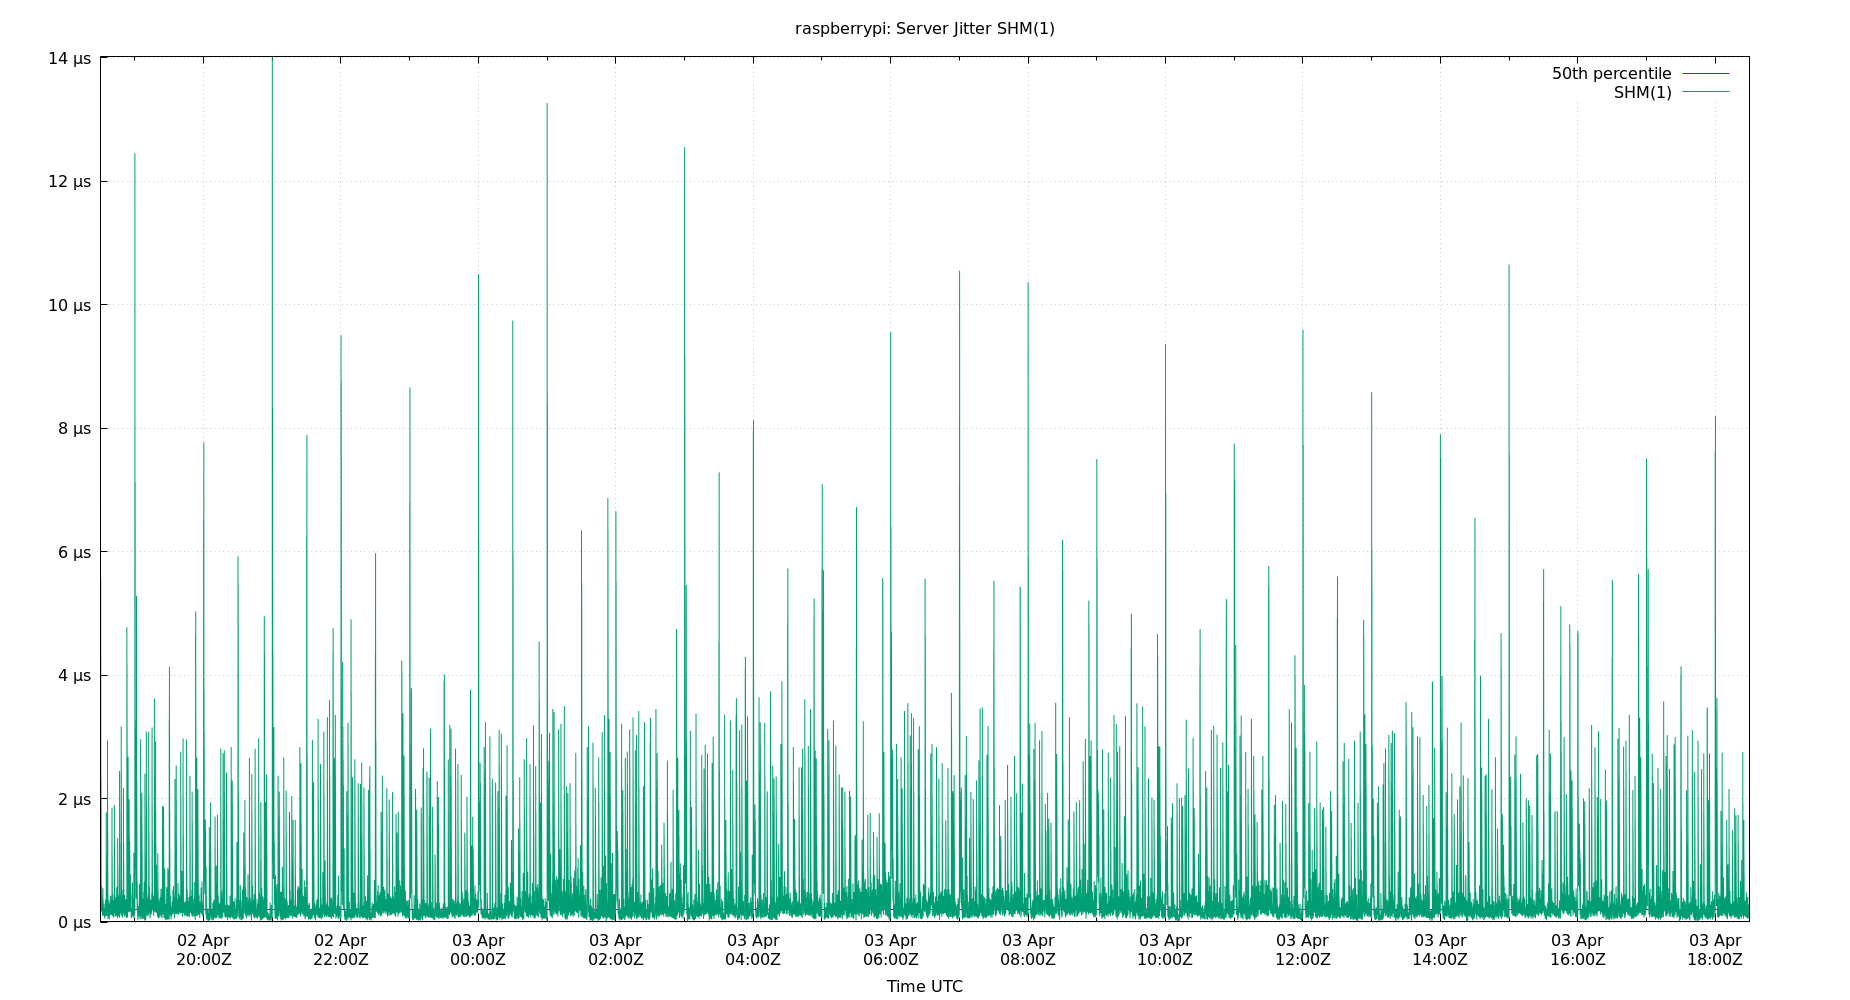 raspberrypi: Server Jitter SHM(1)
50th percentile
SHM(1)
14 µs
12 µs
10 µs
8 µs
6 µs
4 µs
2 µs
0 µs
02 Apr 02 Apr 03 Apr 03 Apr 03 Apr 03 Apr 03 Apr 03 Apr 03 Apr 03 Apr 03 Apr 03 Apr
20:00Z 22:00Z 00:00Z 02:00Z 04:00Z 06:00Z 08:00Z 10:00Z 12:00Z 14:00Z 16:00Z 18:00Z
Time UTC